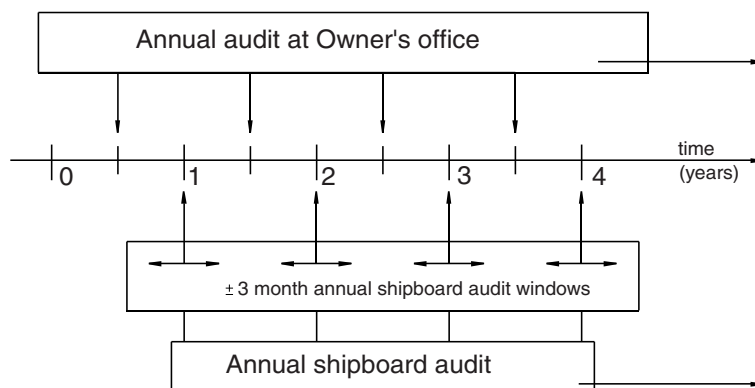 Annual audit at Owner's office
time
(years)
0 1 2 3 4
± 3 month annual shipboard audit windows
Annual shipboard audit